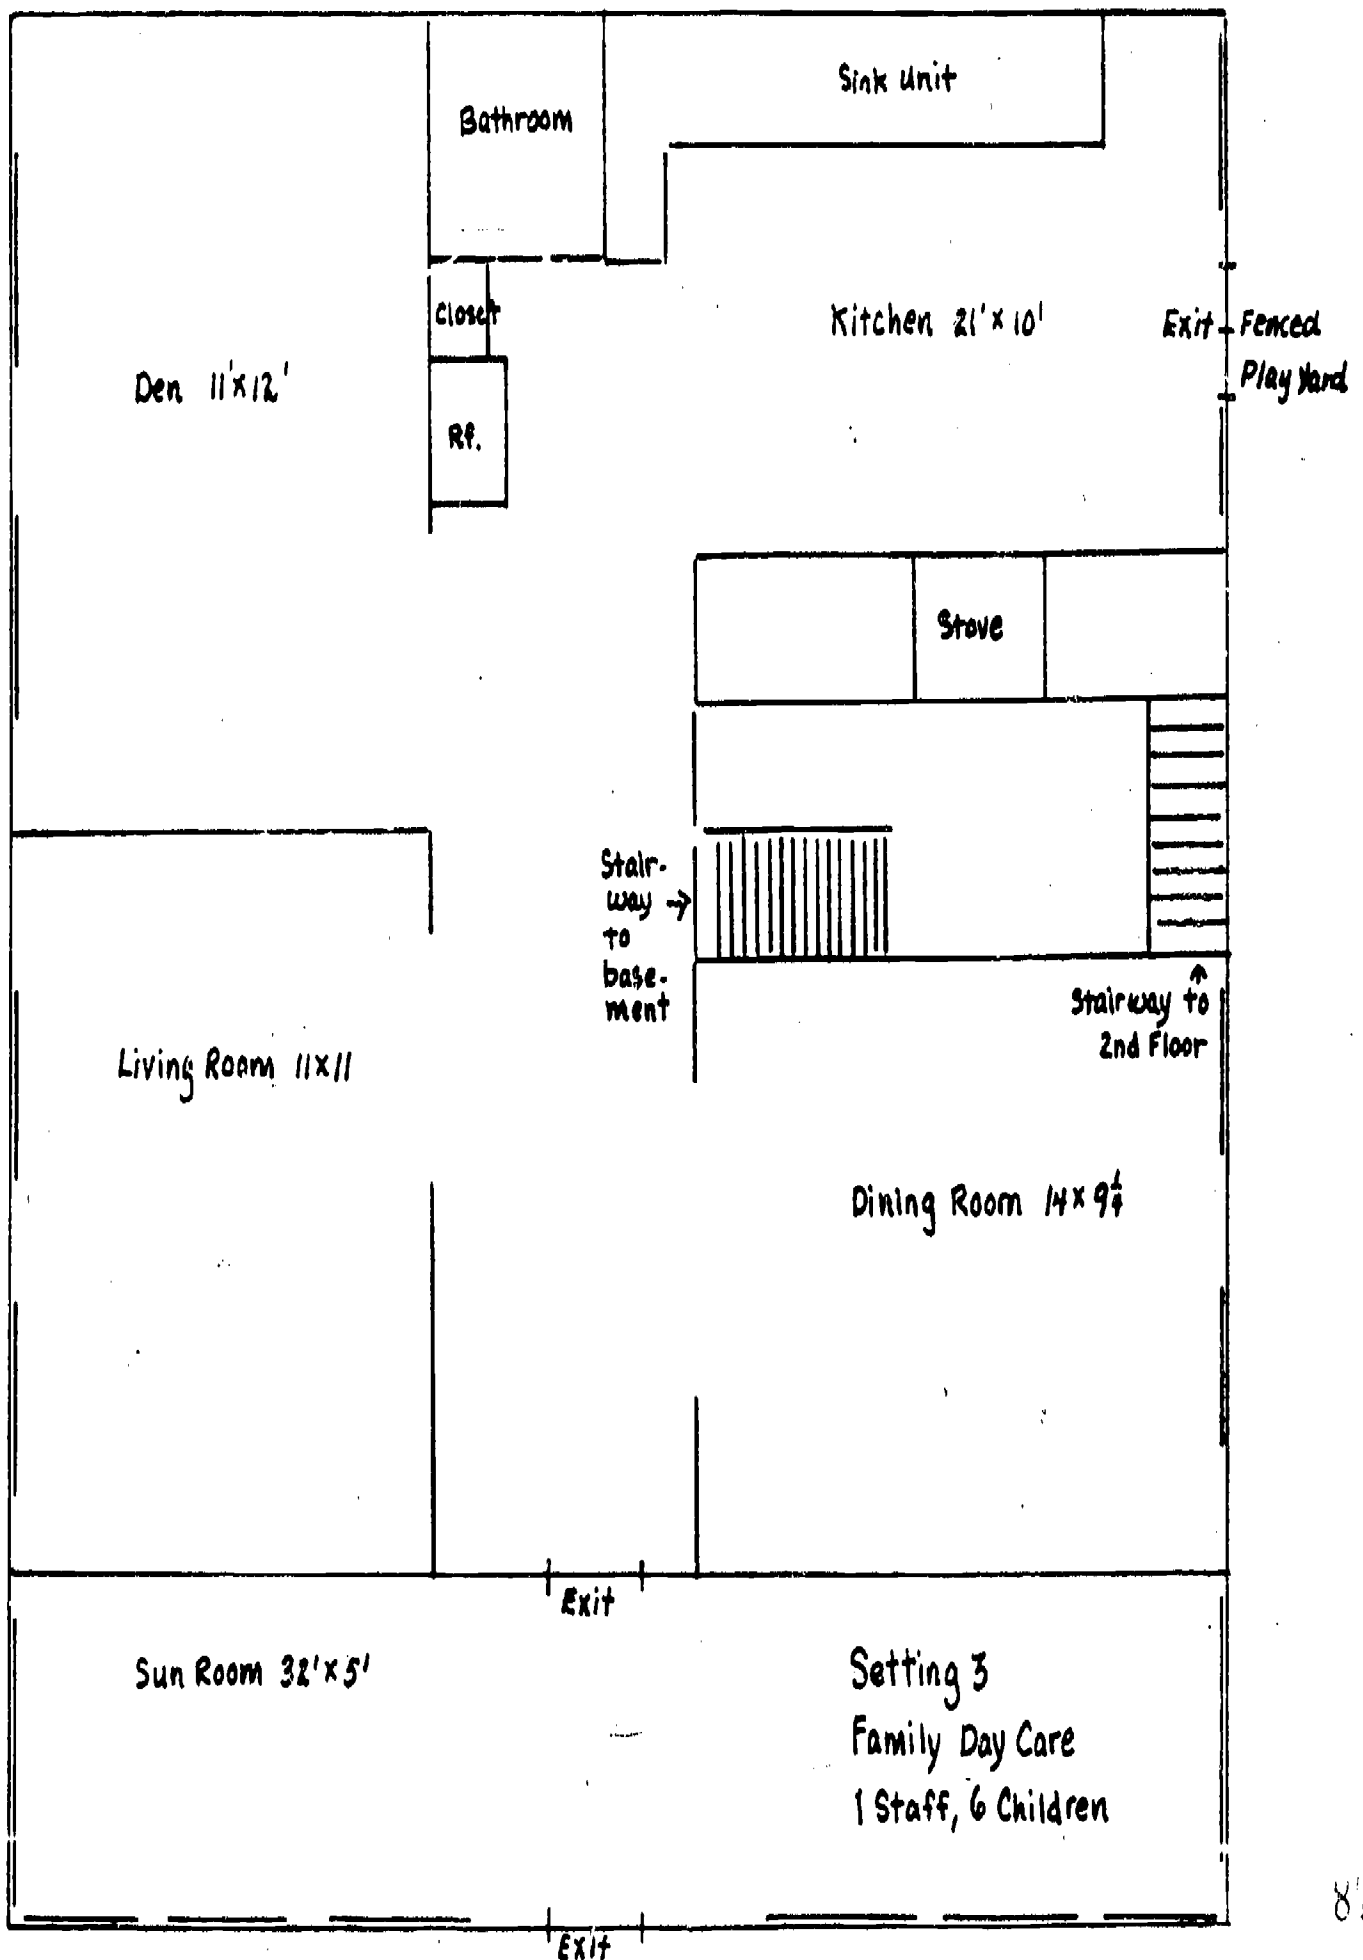 Sink Unit
Bathroom
Closet
Kitchen 21' x 10'
Exit
Fenced
Play Yard
Den 11' x 12'
Rf.
Stove
Stair-
way →
to
base-
ment
↑
Stairway to
2nd Floor
Living Room 11 x 11
Dining Room 14 x 9¼
Exit
Sun Room 32' x 5'
Setting 3
Family Day Care
1 Staff, 6 Children
Exit